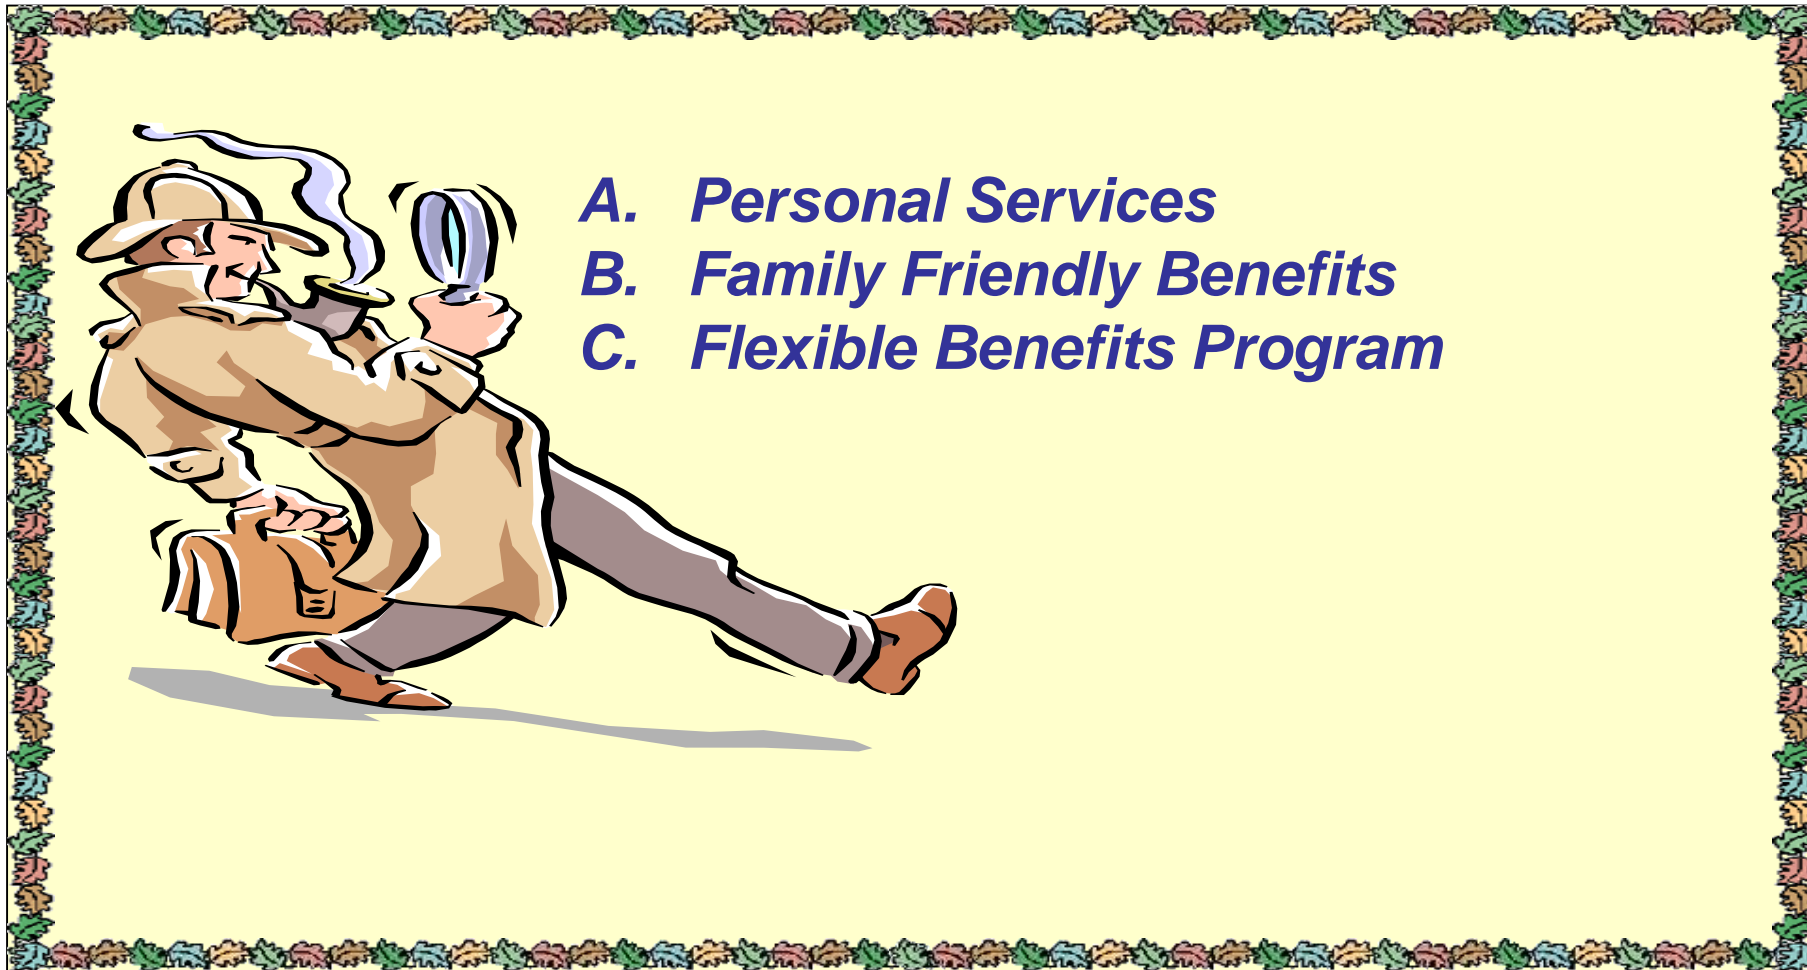 A. Personal Services
B. Family Friendly Benefits
C. Flexible Benefits Program